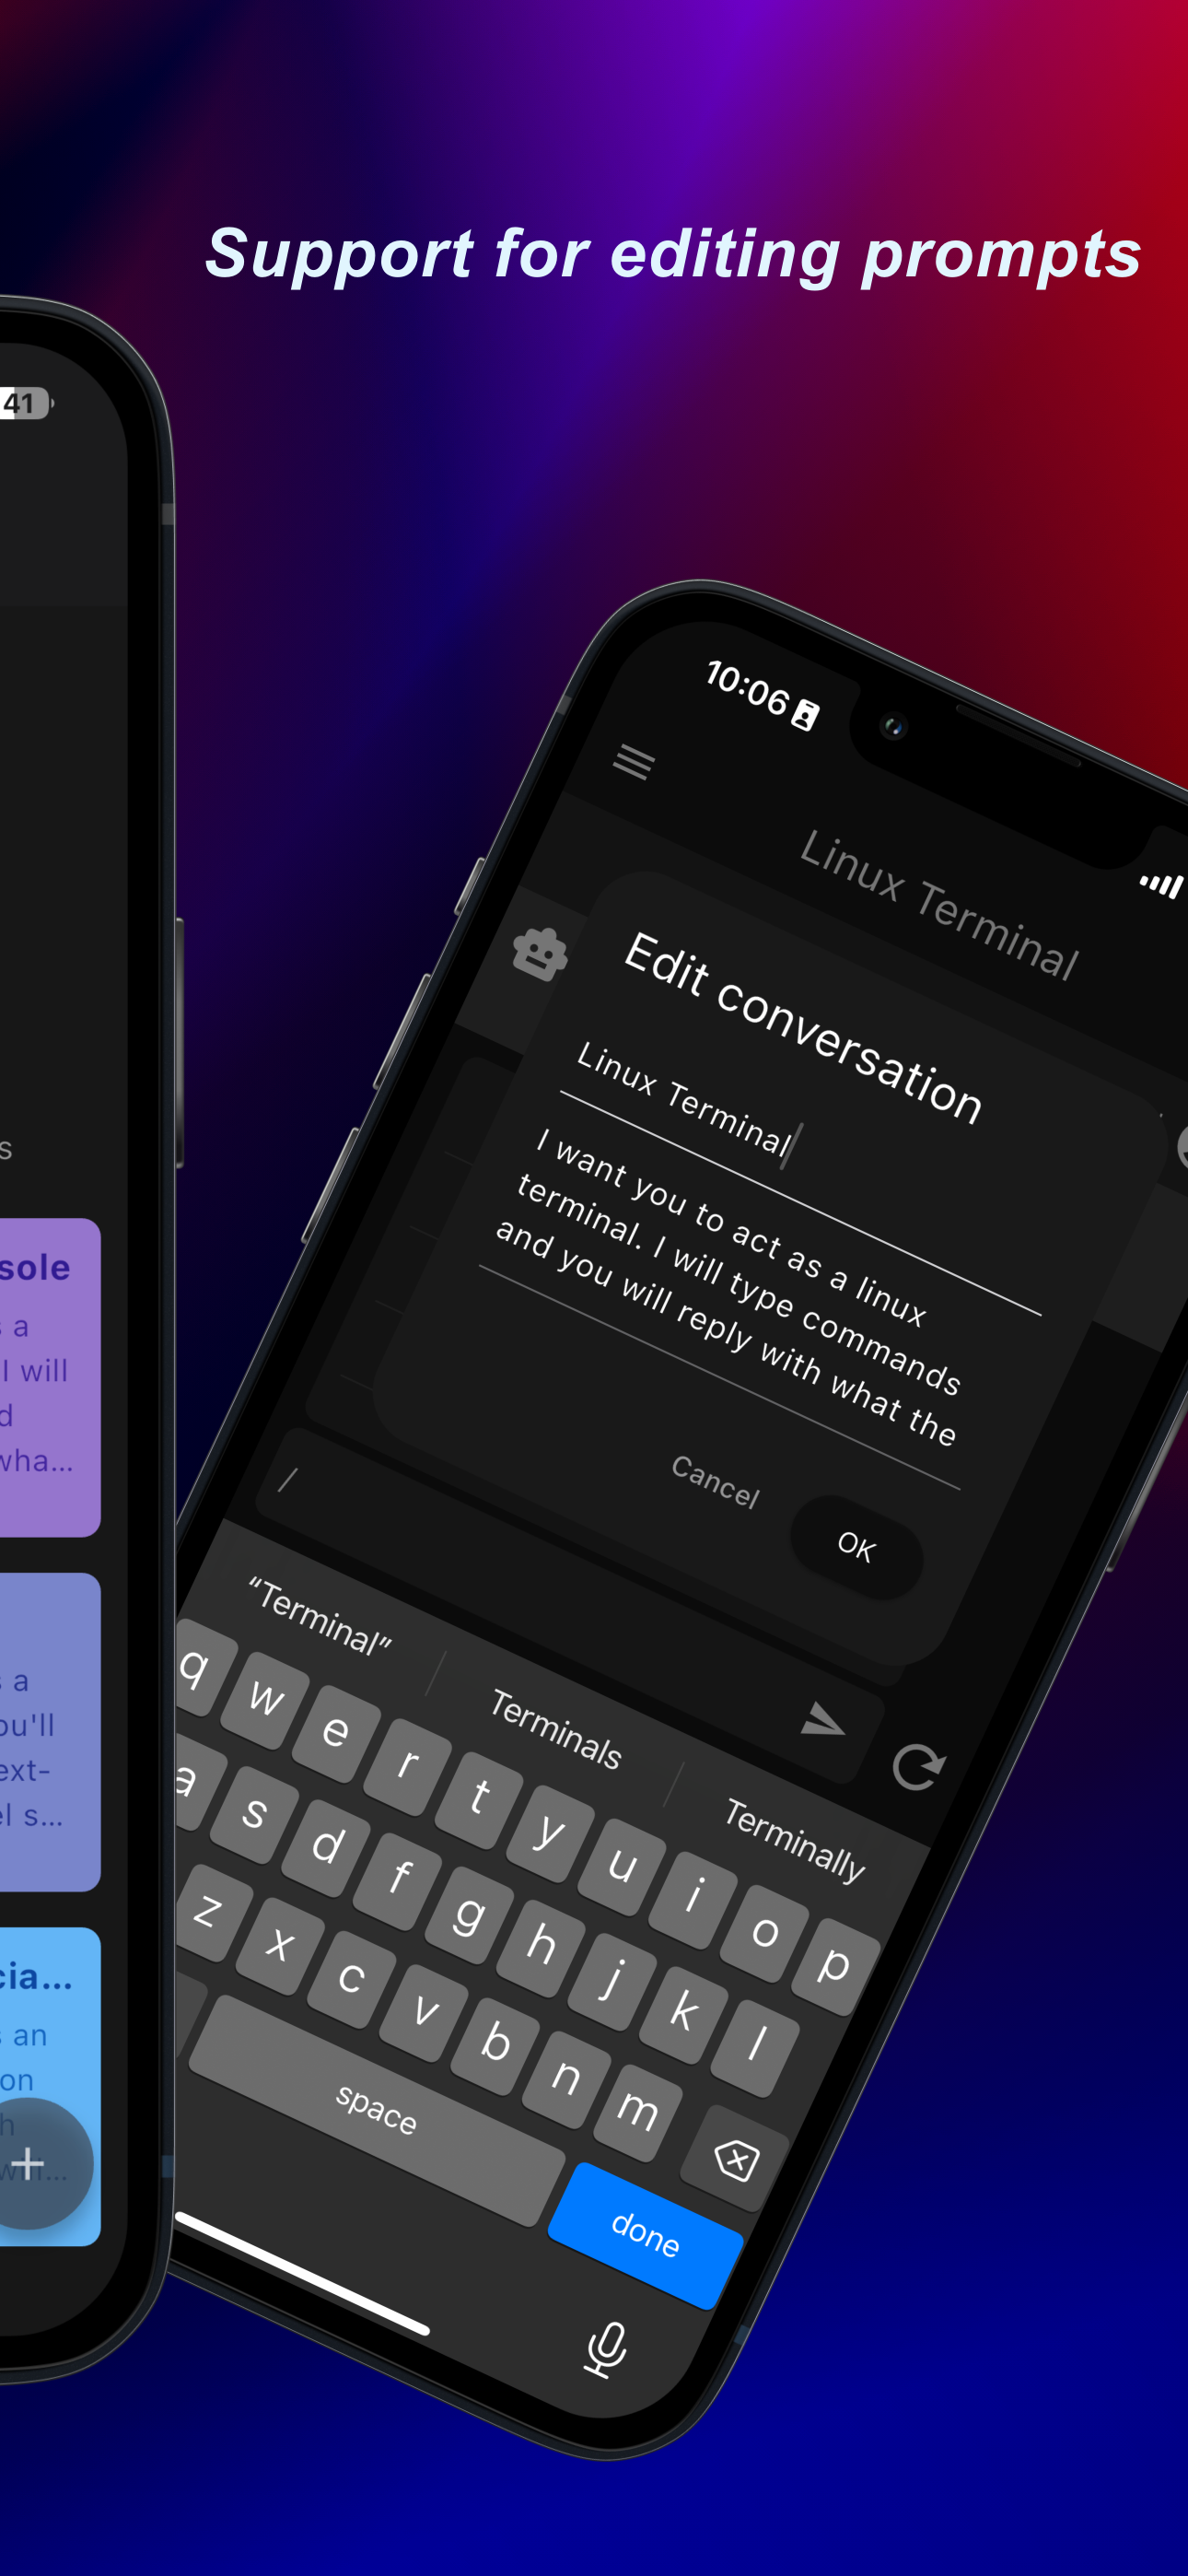 Support for editing prompts
41
s
sole
s a
I will
d
wha...
s a
ou'll
ext-
el s...
cia...
s an
on
h
+
10:06
Linux Terminal
Edit conversation
Linux Terminal
I want you to act as a linux
terminal. I will type commands
and you will reply with what the
Cancel
OK
/
"Terminal"
Terminals
Terminally
q w e r t y u i o p
a s d f g h j k l
z x c v b n m
space
done